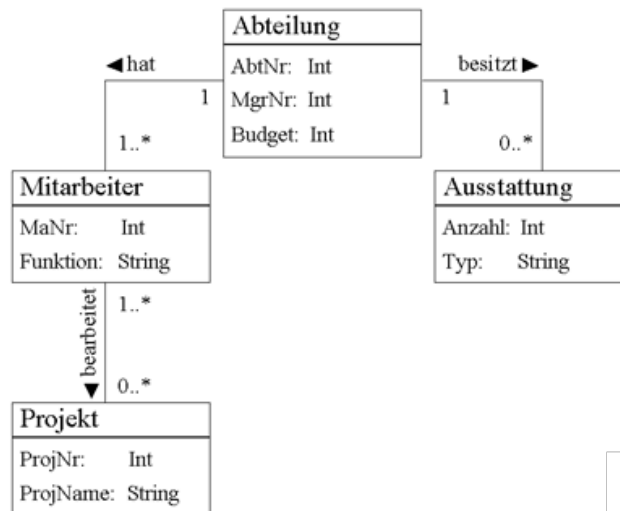 Abteilung
AbtNr: Int
MgrNr: Int
Budget: Int
◄hat
1
1..*
besitzt►
1
0..*
Mitarbeiter
MaNr: Int
Funktion: String
Ausstattung
Anzahl: Int
Typ: String
bearbeitet
1..*
0..*
Projekt
ProjNr: Int
ProjName: String